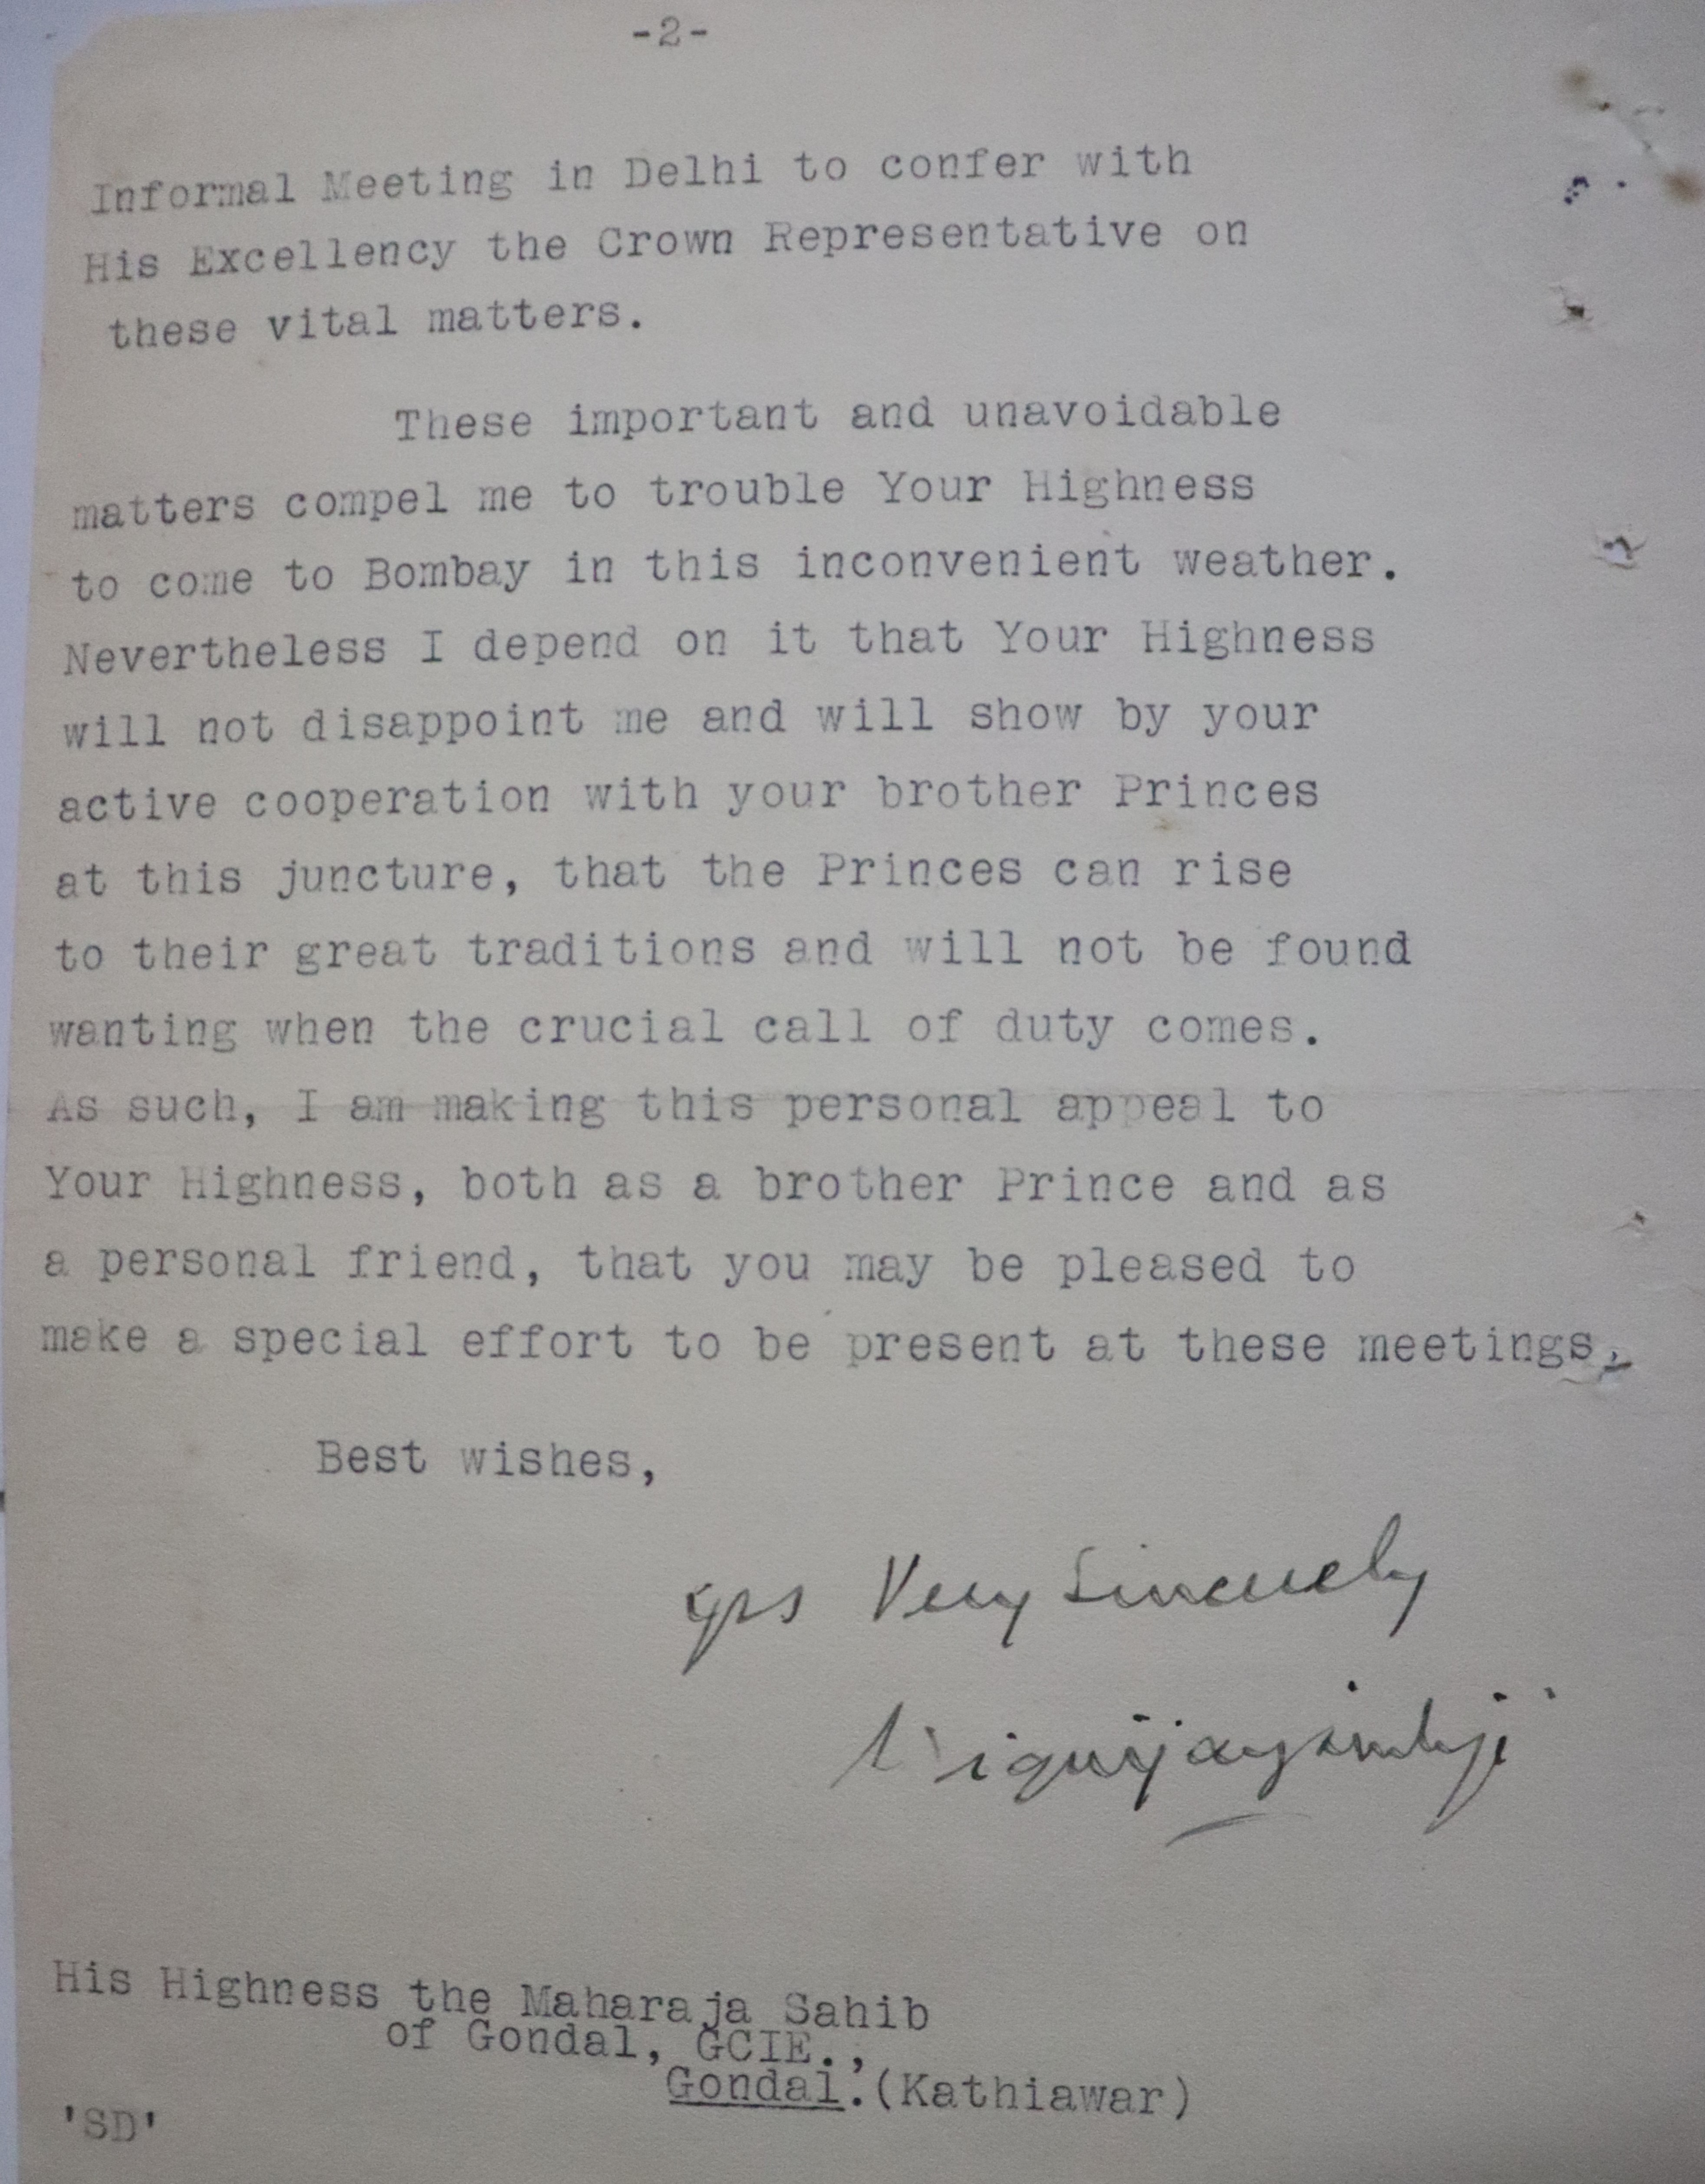 -2-
Informal Meeting in Delhi to confer with
His Excellency the Crown Representative on
these vital matters.
These important and unavoidable
matters compel me to trouble Your Highness
to come to Bombay in this inconvenient weather.
Nevertheless I depend on it that Your Highness
will not disappoint me and will show by your
active cooperation with your brother Princes
at this juncture, that the Princes can rise
to their great traditions and will not be found
wanting when the crucial call of duty comes.
As such, I am making this personal appeal to
Your Highness, both as a brother Prince and as
a personal friend, that you may be pleased to
make a special effort to be present at these meetings.
Best wishes,
Yrs Very Sincerely
Digvijaysinhji
His Highness the Maharaja Sahib
of Gondal, GCIE.,
Gondal.(Kathiawar)
'SD'